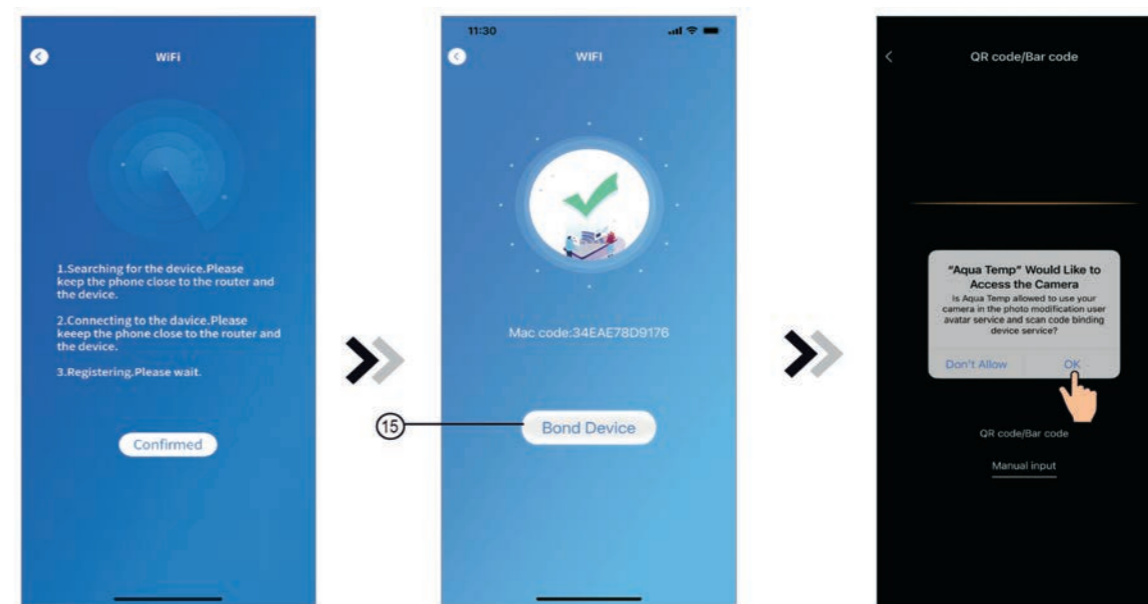 WiFi
1.Searching for the device.Please
keep the phone close to the router and
the device.
2.Connecting to the davice.Please
keeep the phone close to the router and
the device.
3.Registering.Please wait.
Confirmed
11:30
WIFI
Mac code:34EAE78D9176
15
Bond Device
QR code/Bar code
"Aqua Temp" Would Like to
Access the Camera
Is Aqua Temp allowed to use your
camera in the photo modification user
avatar service and scan code binding
device service?
Don't Allow
OK
QR code/Bar code
Manual input